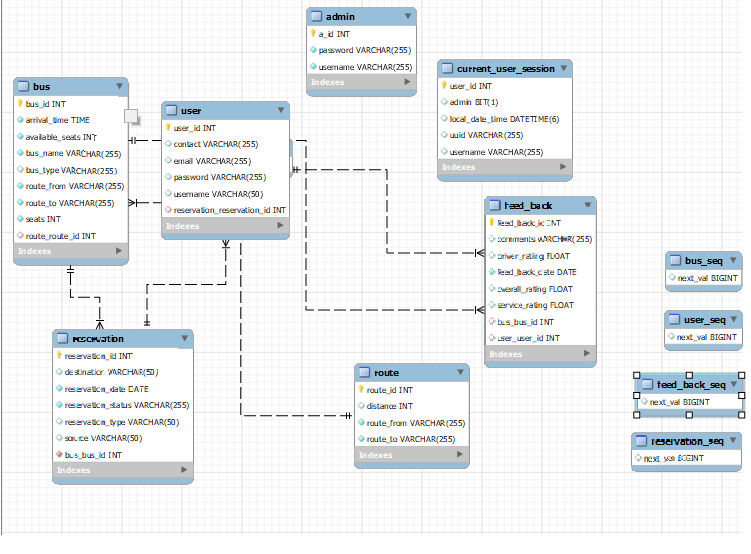 admin
a_id INT
password VARCHAR(255)
username VARCHAR(255)
Indexes
current_user_session
user_id INT
admin BIT(1)
local_date_time DATETIME(6)
uuid VARCHAR(255)
username VARCHAR(255)
Indexes
bus
bus_id INT
arrival_time TIME
available_seats INT
bus_name VARCHAR(255)
bus_type VARCHAR(255)
route_from VARCHAR(255)
route_to VARCHAR(255)
seats INT
route_route_id INT
Indexes
user
user_id INT
contact VARCHAR(255)
email VARCHAR(255)
password VARCHAR(255)
username VARCHAR(50)
reservation_reservation_id INT
Indexes
feed_back
feed_back_id INT
comments VARCHAR(255)
driver_rating FLOAT
feed_back_date DATE
overall_rating FLOAT
service_rating FLOAT
bus_bus_id INT
user_user_id INT
Indexes
bus_seq
next_val BIGINT
user_seq
next_val BIGINT
reservation
reservation_id INT
destination VARCHAR(50)
reservation_date DATE
reservation_status VARCHAR(255)
reservation_type VARCHAR(50)
source VARCHAR(50)
bus_bus_id INT
Indexes
route
route_id INT
distance INT
route_from VARCHAR(255)
route_to VARCHAR(255)
Indexes
feed_back_seq
next_val BIGINT
reservation_seq
next_val BIGINT